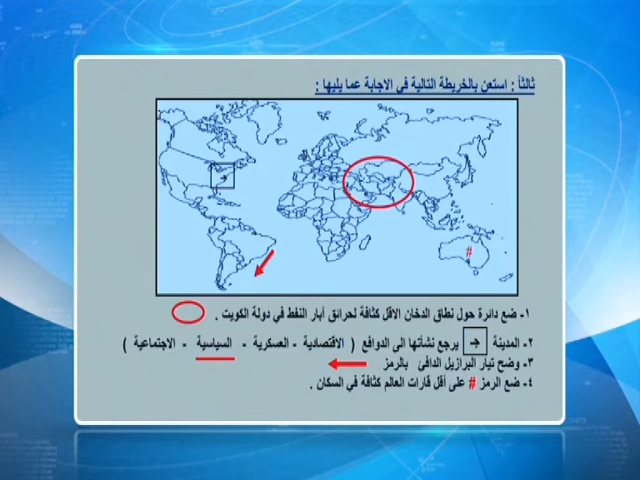 ثالثاً : استعن بالخريطة التالية في الاجابة عما يليها :
#
١- ضع دائرة حول نطاق الدخان الاقل كثافة لحرائق آبار النفط في دولة الكويت .
٢- المدينة يرجع نشأتها الى الدوافع ( الاقتصادية - العسكرية - السياسية - الاجتماعية )
٣- وضح تيار البرازيل الدافئ بالرمز
٤- ضع الرمز # على أقل قارات العالم كثافة في السكان .